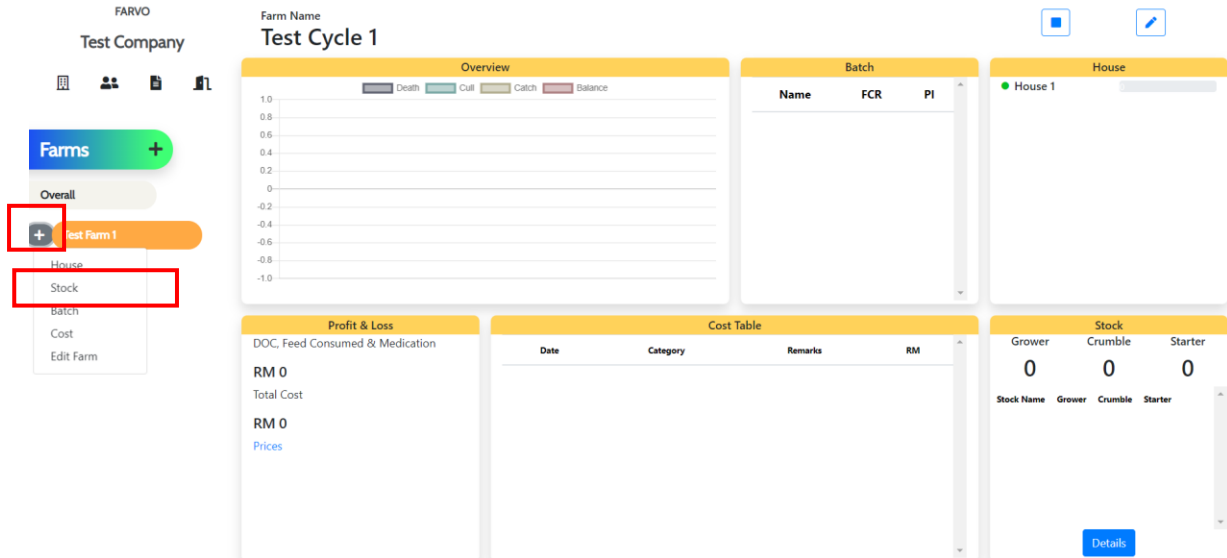 FARVO
Test Company
Farms +
Overall
+ Test Farm 1
House
Stock
Batch
Cost
Edit Farm
Farm Name
Test Cycle 1
Overview
Death Cull Catch Balance
1.0
0.8
0.6
0.4
0.2
0
-0.2
-0.4
-0.6
-0.8
-1.0
Batch
Name FCR PI
House
House 1
Profit & Loss
DOC, Feed Consumed & Medication
RM 0
Total Cost
RM 0
Prices
Cost Table
Date Category Remarks RM
Stock
Grower Crumble Starter
0 0 0
Stock Name Grower Crumble Starter
Details